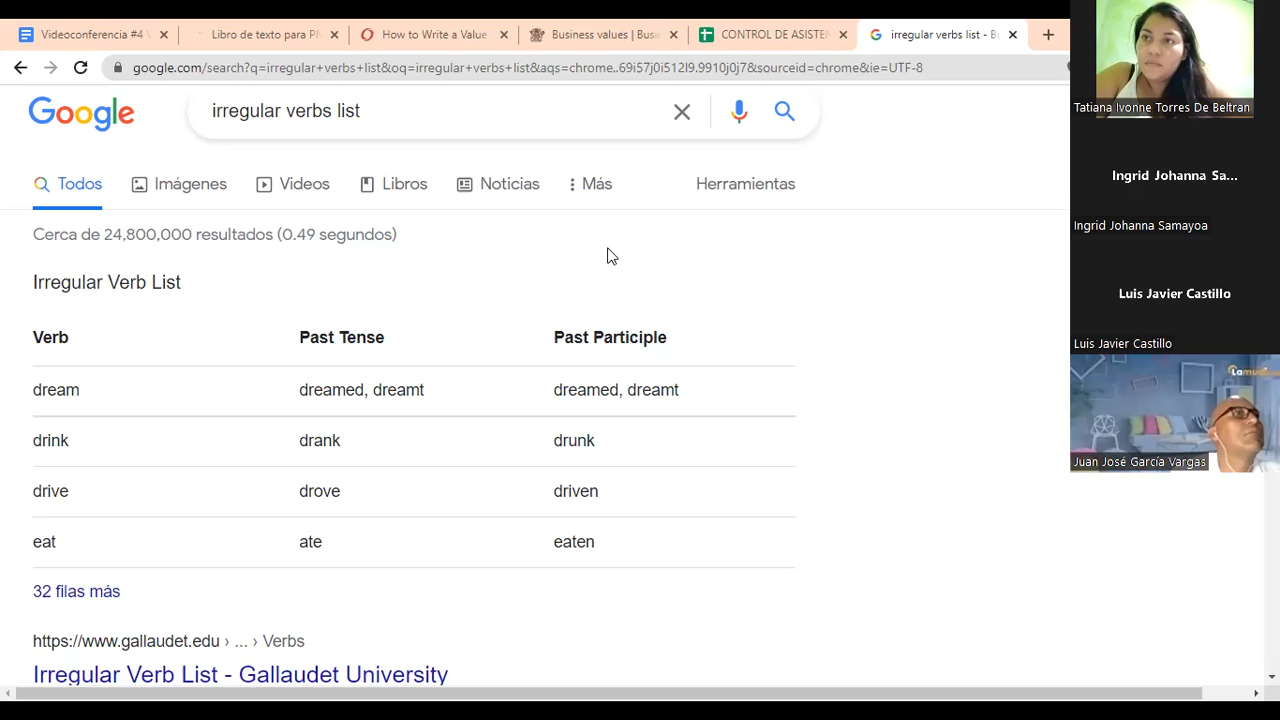 Videoconferencia #4
Libro de texto para P
How to Write a Value
Business values | Busi
CONTROL DE ASISTE
irregular verbs list - B
google.com/search?q=irregular+verbs+list&oq=irregular+verbs+list&aqs=chrome..69i57j0i512l9.9910j0j7&sourceid=chrome&ie=UTF-8
Google
irregular verbs list
Todos
Imágenes
Videos
Libros
Noticias
Más
Herramientas
Cerca de 24,800,000 resultados (0.49 segundos)
Irregular Verb List
Verb Past Tense Past Participle
dream dreamed, dreamt dreamed, dreamt
drink drank drunk
drive drove driven
eat ate eaten
32 filas más
https://www.gallaudet.edu › ... › Verbs
Irregular Verb List - Gallaudet University
Tatiana Ivonne Torres De Beltran
Ingrid Johanna Sa...
Ingrid Johanna Samayoa
Luis Javier Castillo
Luis Javier Castillo
Juan José García Vargas